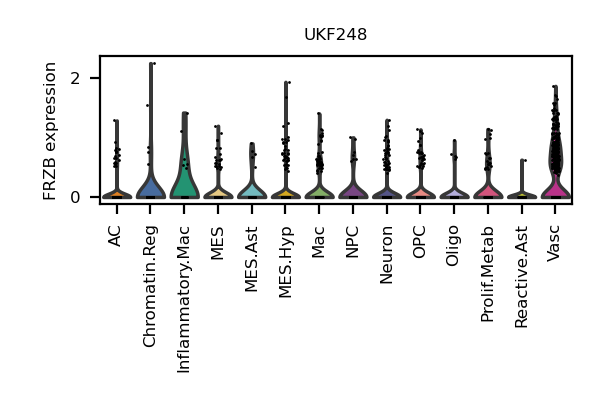 UKF248
FRZB expression
2
0
AC
Chromatin.Reg
Inflammatory.Mac
MES
MES.Ast
MES.Hyp
Mac
NPC
Neuron
OPC
Oligo
Prolif.Metab
Reactive.Ast
Vasc